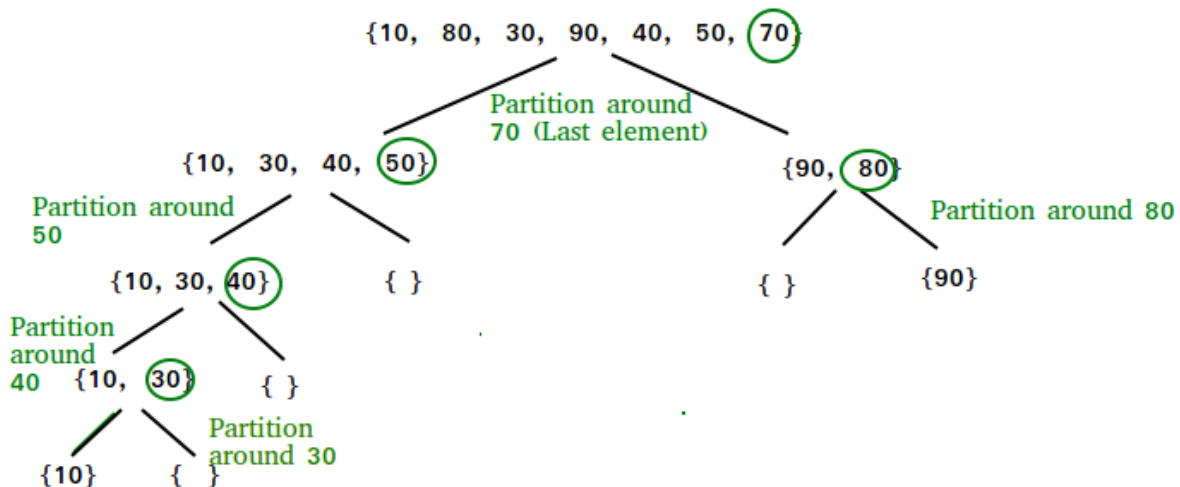 {10, 80, 30, 90, 40, 50, 70}
Partition around
70 (Last element)
{10, 30, 40, 50}
{90, 80}
Partition around
50
Partition around 80
{10, 30, 40}
{ }
{ }
{90}
Partition
around
40
{10, 30}
{ }
Partition
around 30
{10}
{ }